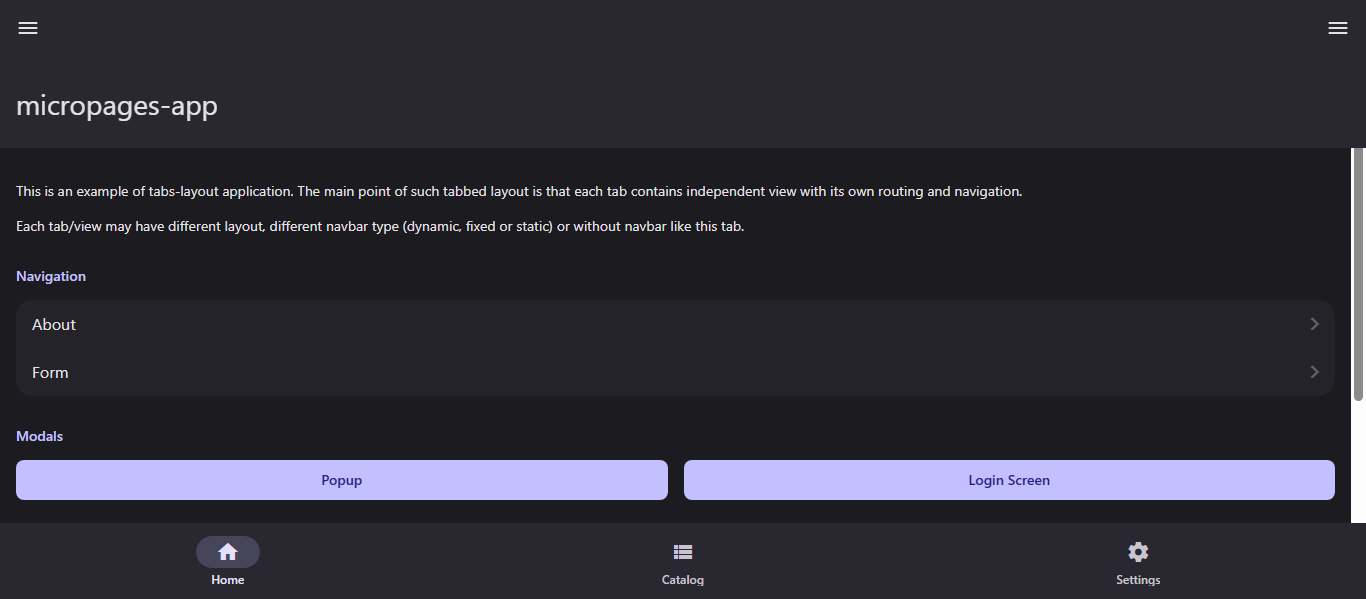 micropages-app
This is an example of tabs-layout application. The main point of such tabbed layout is that each tab contains independent view with its own routing and navigation.
Each tab/view may have different layout, different navbar type (dynamic, fixed or static) or without navbar like this tab.
Navigation
About
Form
Modals
Popup
Login Screen
Home
Catalog
Settings